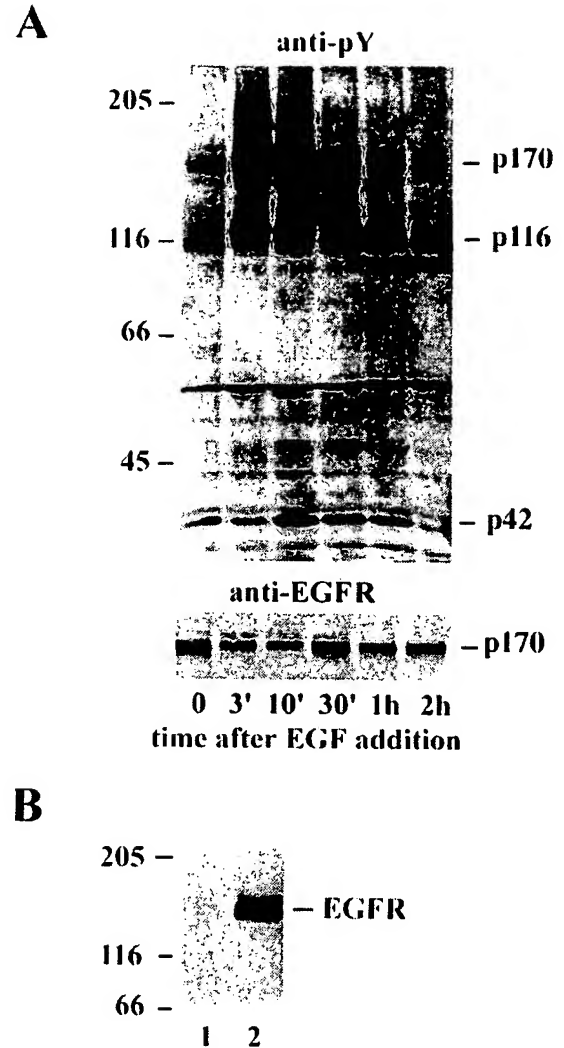 A
anti-pY
205 –
– p170
116 –
– p116
66 –
45 –
– p42
anti-EGFR
– p170
0 3' 10' 30' 1h 2h
time after EGF addition
B
205 –
– EGFR
116 –
66 –
1 2